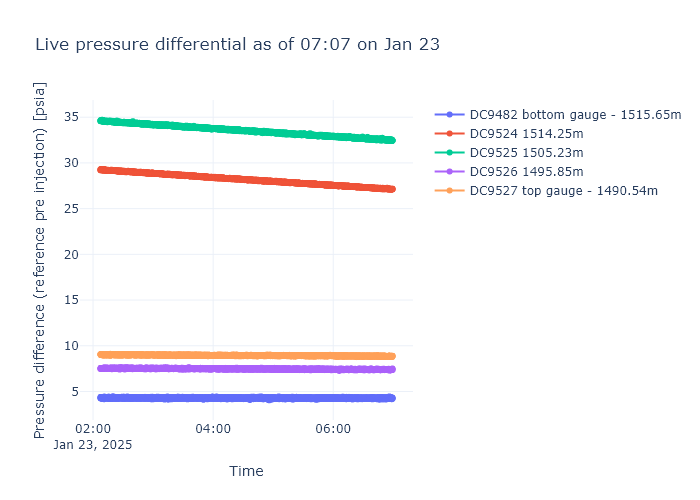 Live pressure differential as of 07:07 on Jan 23
Pressure difference (reference pre injection) [psia]
35
30
25
20
15
10
5
02:00
Jan 23, 2025
04:00
06:00
Time
DC9482 bottom gauge - 1515.65m
DC9524 1514.25m
DC9525 1505.23m
DC9526 1495.85m
DC9527 top gauge - 1490.54m